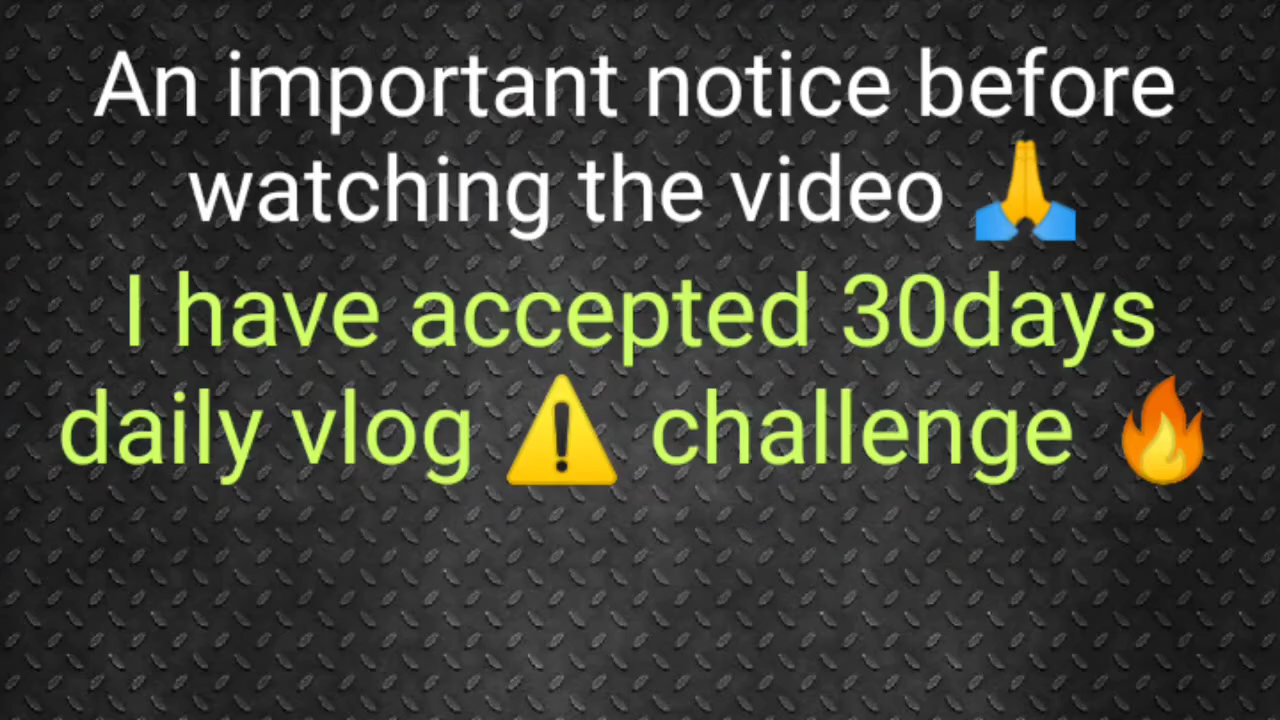 An important notice before
watching the video 🙏
I have accepted 30days
daily vlog ⚠️ challenge 🔥